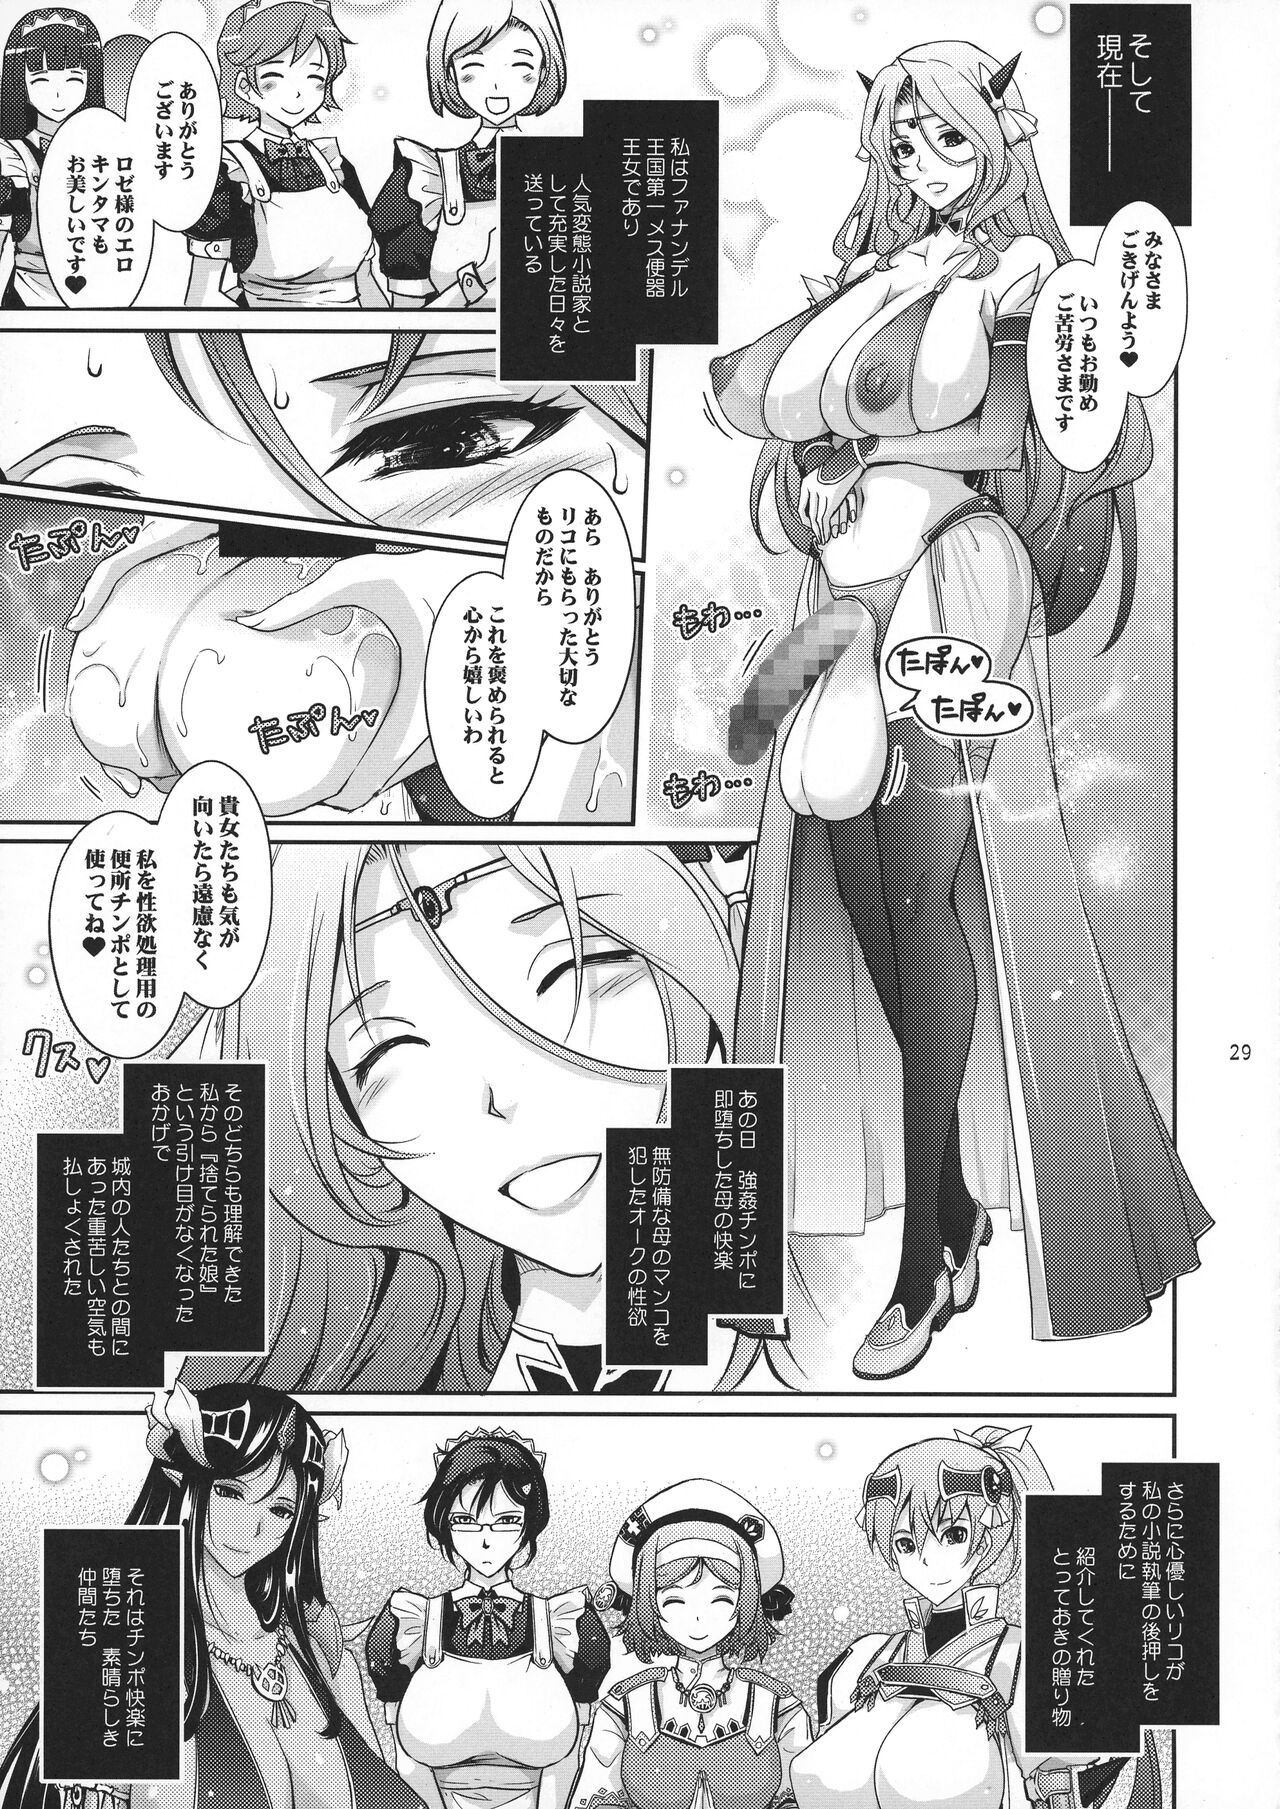 そして
現在――
みなさま
ごきげんよう♥
いつもお勤め
ご苦労さまです
私はファナンデル
王国第一メス便器
王女であり
人気変態小説家と
して充実した日々を
送っている
ありがとう
ございます
ロゼ様のエロ
キンタマも
お美しいです♥
もわ…
もわ…
たぽん♥
たぽん♥
あら ありがとう
リコにもらった大切な
ものだから
これを褒められると
心から嬉しいわ
たぷん♥
たぷん♥
貴女たちも気が
向いたら遠慮なく
私を性欲処理用の
便所チンポとして
使ってね♥
クス♥
あの日 強姦チンポに
即堕ちした母の快楽
無防備な母のマンコを
犯したオークの性欲
そのどちらも理解できた
私から『捨てられた娘』
という引け目がなくなった
おかげで
城内の人たちとの間に
あった重苦しい空気も
払しょくされた
さらに心優しいリコが
私の小説執筆の後押しを
するために
紹介してくれた
とっておきの贈り物
それはチンポ快楽に
堕ちた 素晴らしき
仲間たち
29